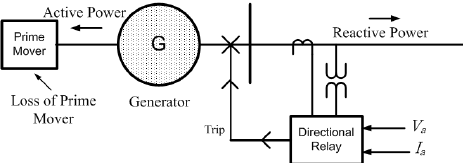 Active Power
Reactive Power
Prime
Mover
G
Loss of Prime
Mover
Generator
Trip
Directional
Relay
Va
Ia